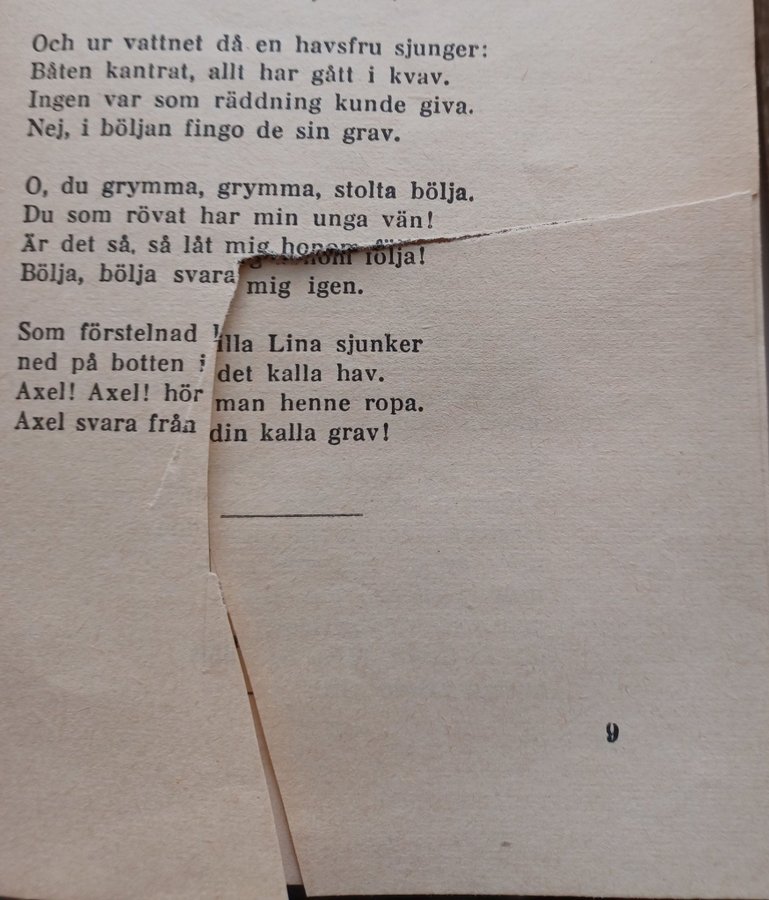 Och ur vattnet då en havsfru sjunger:
Båten kantrat, allt har gått i kvav.
Ingen var som räddning kunde giva.
Nej, i böljan fingo de sin grav.
O, du grymma, grymma, stolta bölja.
Du som rövat har min unga vän!
Är det så, så låt mig honom följa!
Bölja, bölja svara mig igen.
Som förstelnad lilla Lina sjunker
ned på botten i det kalla hav.
Axel! Axel! hör man henne ropa.
Axel svara från din kalla grav!
9